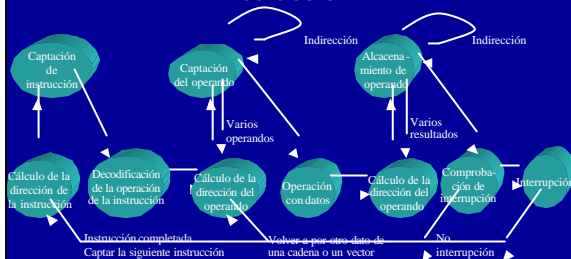 Indirección
Indirección
Captación
de
instrucción
Captación
del operando
Alcacena-
miento de
operando
Varios
operandos
Varios
resultados
Cálculo de la
dirección de
la instrucción
Decodificación
de la operación
de la instrucción
Cálculo de la
dirección del
operando
Operación
con datos
Cálculo de la
dirección del
operando
Comproba-
ción de
interrupción
Interrupción
Instrucción completada
Captar la siguiente instrucción
Volver a por otro dato de
una cadena o un vector
No
interrupción